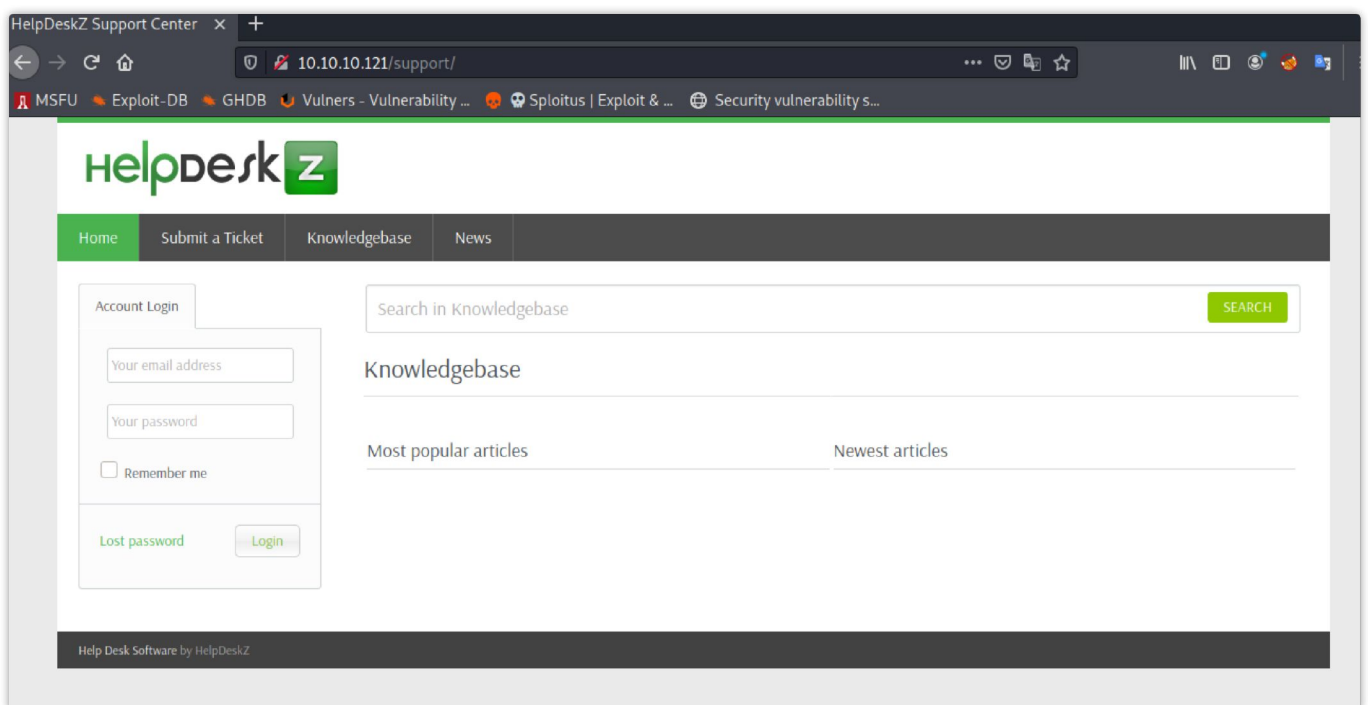 HelpDeskZ Support Center
10.10.10.121/support/
MSFU Exploit-DB GHDB Vulners - Vulnerability ... Sploitus | Exploit & ... Security vulnerability s...
HelpDesk Z
Home Submit a Ticket Knowledgebase News
Account Login
Search in Knowledgebase SEARCH
Your email address
Knowledgebase
Your password
Most popular articles Newest articles
Remember me
Lost password Login
Help Desk Software by HelpDeskZ